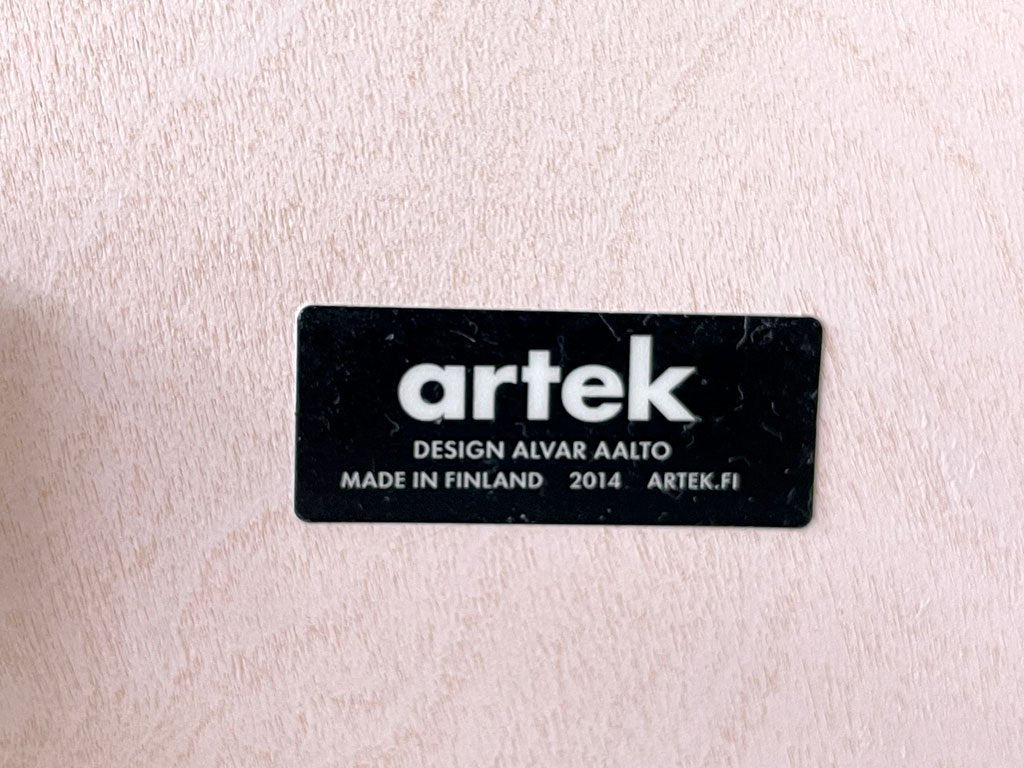 artek
DESIGN ALVAR AALTO
MADE IN FINLAND 2014 ARTEK.FI